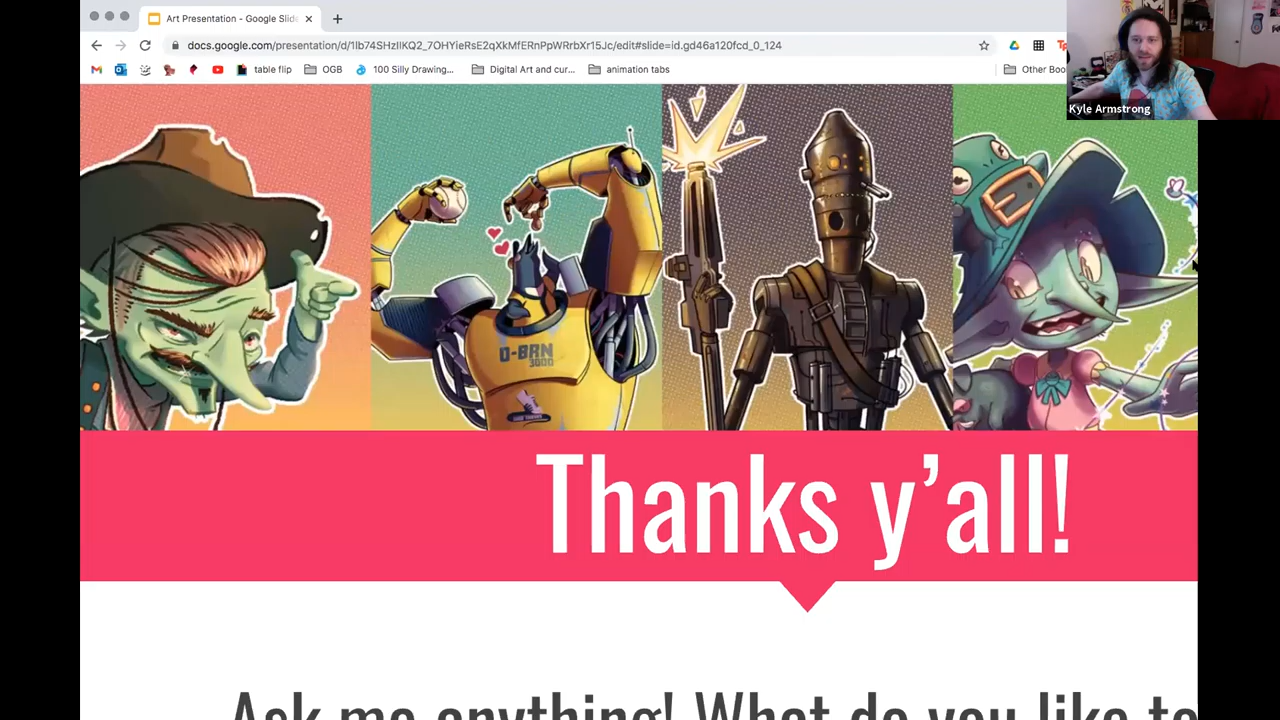 Art Presentation - Google Slide
docs.google.com/presentation/d/1lb74SHzIIKQ2_7OHYieRsE2qXkMfERnPpWRrbXr15Jc/edit#slide=id.gd46a120fcd_0_124
table flip
OGB
100 Silly Drawing...
Digital Art and cur...
animation tabs
Other Boo
Kyle Armstrong
D-BRN
3000
Thanks y'all!
Ask me anything! What do you like to